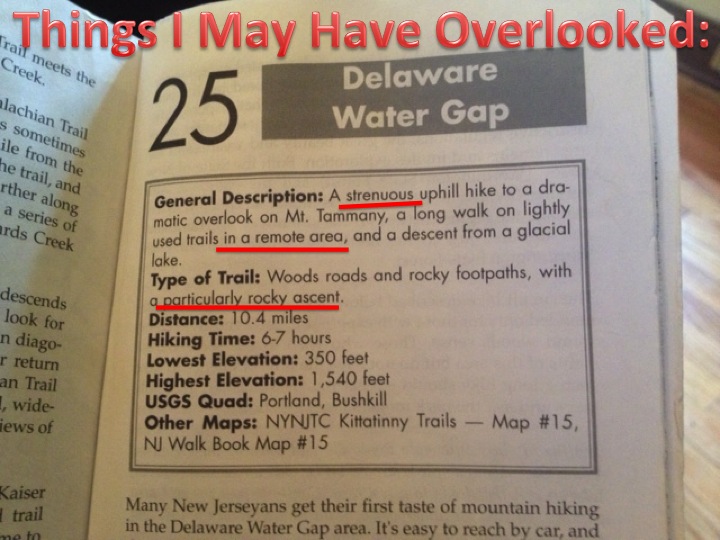 Things I May Have Overlooked:
Trail meets the
Creek.
alachian Trail
s sometimes
ile from the
he trail, and
rther along
a series of
ards Creek
descends
look for
n diago-
r return
an Trail
l, wide-
iews of
Kaiser
l trail
me to
25
Delaware
Water Gap
General Description: A strenuous uphill hike to a dra-
matic overlook on Mt. Tammany, a long walk on lightly
used trails in a remote area, and a descent from a glacial
lake.
Type of Trail: Woods roads and rocky footpaths, with
a particularly rocky ascent.
Distance: 10.4 miles
Hiking Time: 6-7 hours
Lowest Elevation: 350 feet
Highest Elevation: 1,540 feet
USGS Quad: Portland, Bushkill
Other Maps: NYNJTC Kittatinny Trails — Map #15,
NJ Walk Book Map #15
Many New Jerseyans get their first taste of mountain hiking
in the Delaware Water Gap area. It's easy to reach by car, and